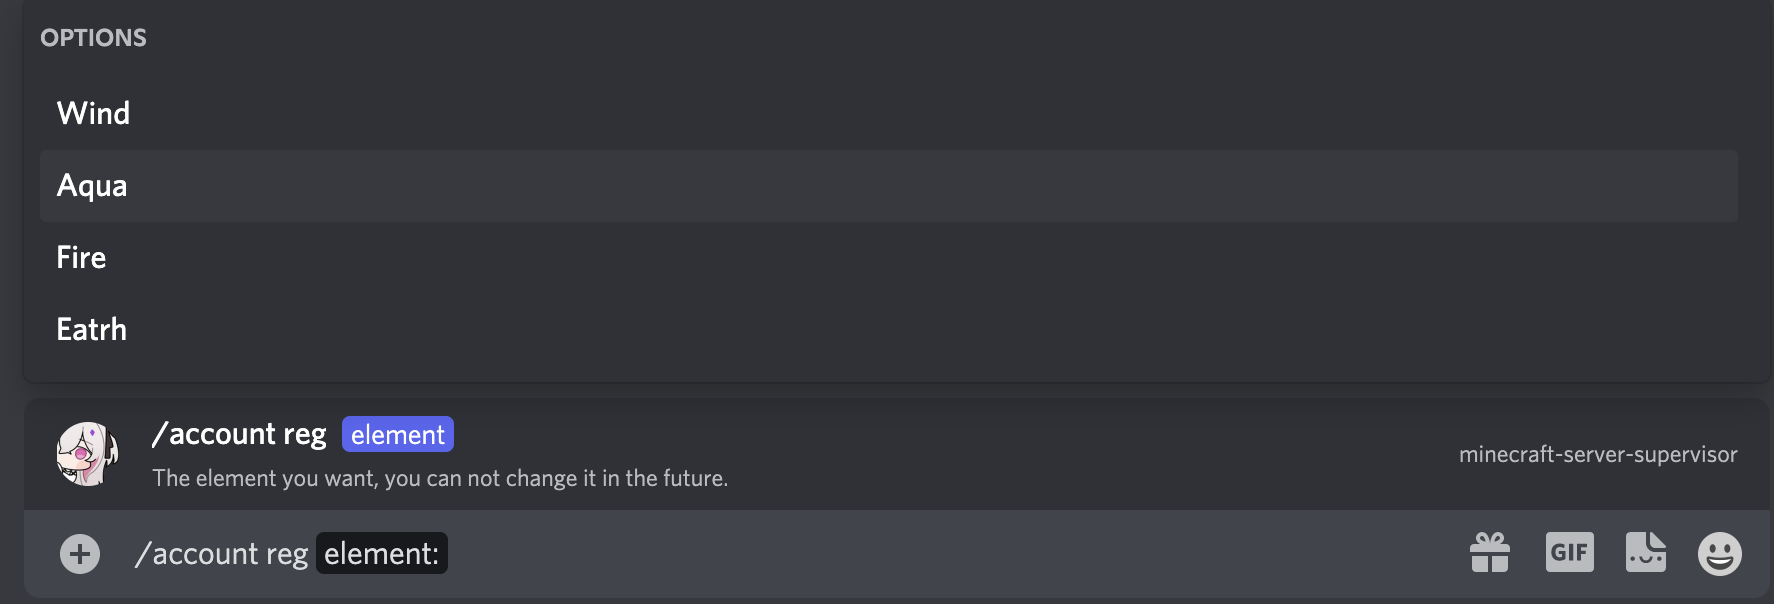 OPTIONS
Wind
Aqua
Fire
Eatrh
/account reg element
The element you want, you can not change it in the future.
minecraft-server-supervisor
/account reg element:
GIF